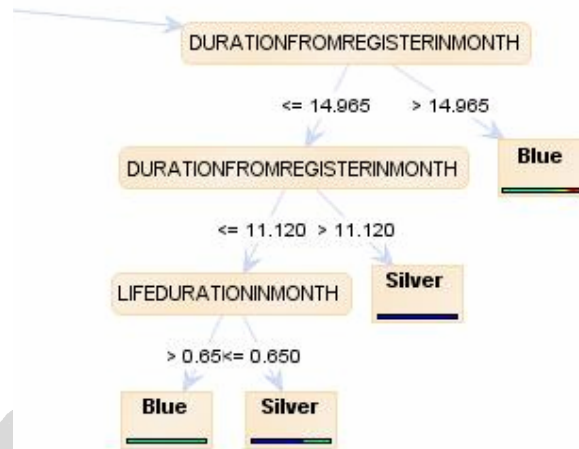 DURATIONFROMREGISTERINMONTH
<= 14.965 > 14.965
DURATIONFROMREGISTERINMONTH
Blue
<= 11.120 > 11.120
LIFEDURATIONINMONTH
Silver
> 0.65<= 0.650
Blue Silver